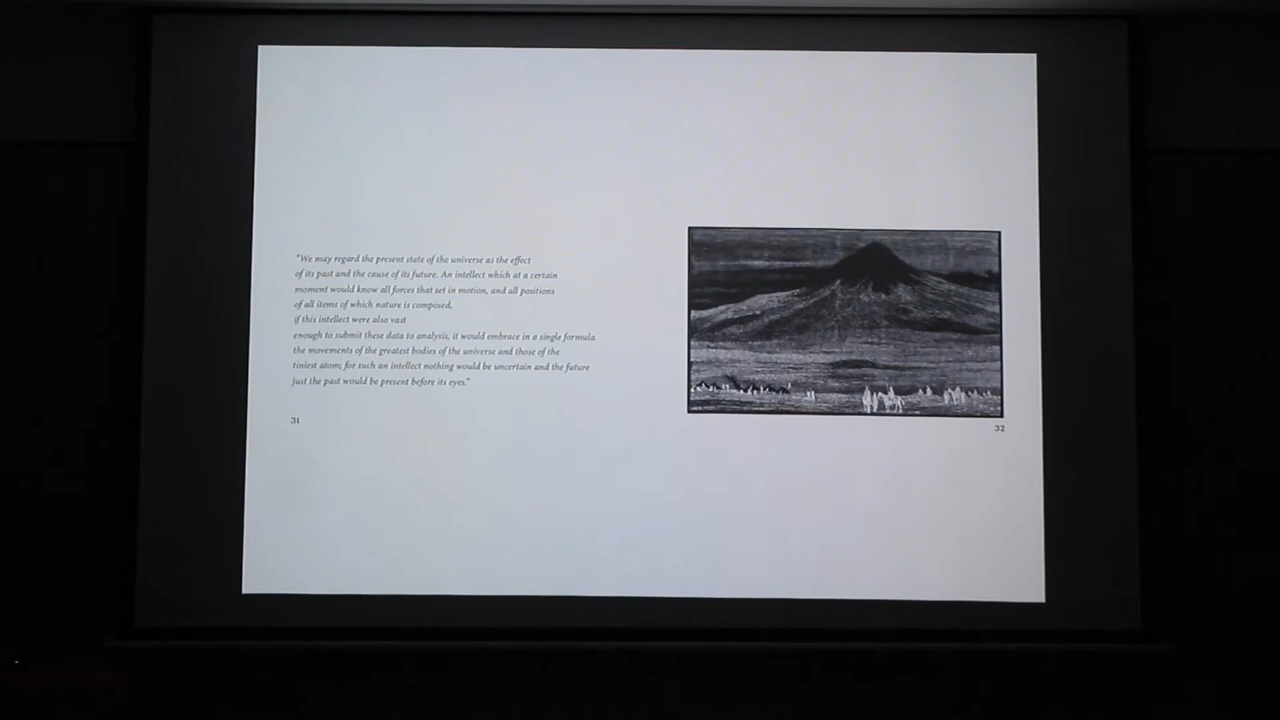 "We may regard the present state of the universe as the effect
of its past and the cause of its future. An intellect which at a certain
moment would know all forces that set in motion, and all positions
of all items of which nature is composed,
if this intellect were also vast
enough to submit these data to analysis, it would embrace in a single formula
the movements of the greatest bodies of the universe and those of the
tiniest atom; for such an intellect nothing would be uncertain and the future
just the past would be present before its eyes."
31
32